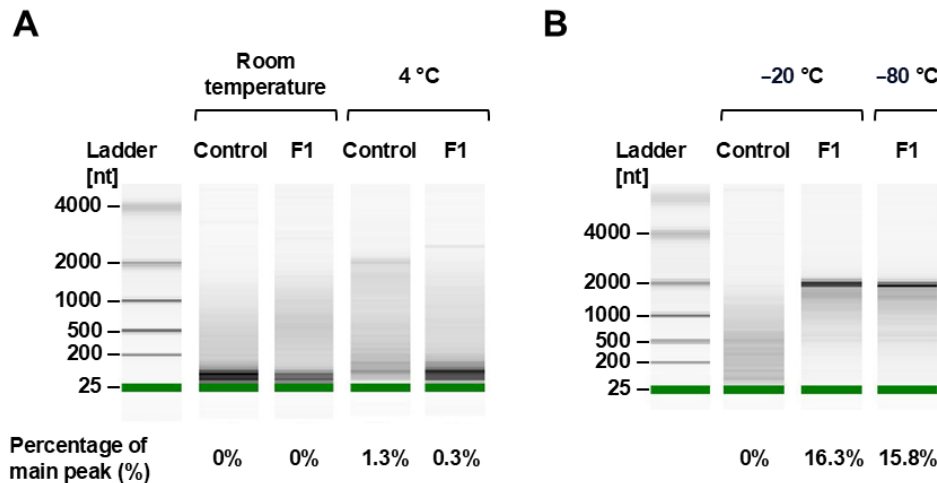 A
Room
temperature
4 °C
Ladder
[nt]
Control
F1
Control
F1
4000
2000
1000
500
200
25
Percentage of
main peak (%)
0%
0%
1.3%
0.3%
B
–20 °C
–80 °C
Ladder
[nt]
Control
F1
F1
4000
2000
1000
500
200
25
0%
16.3%
15.8%